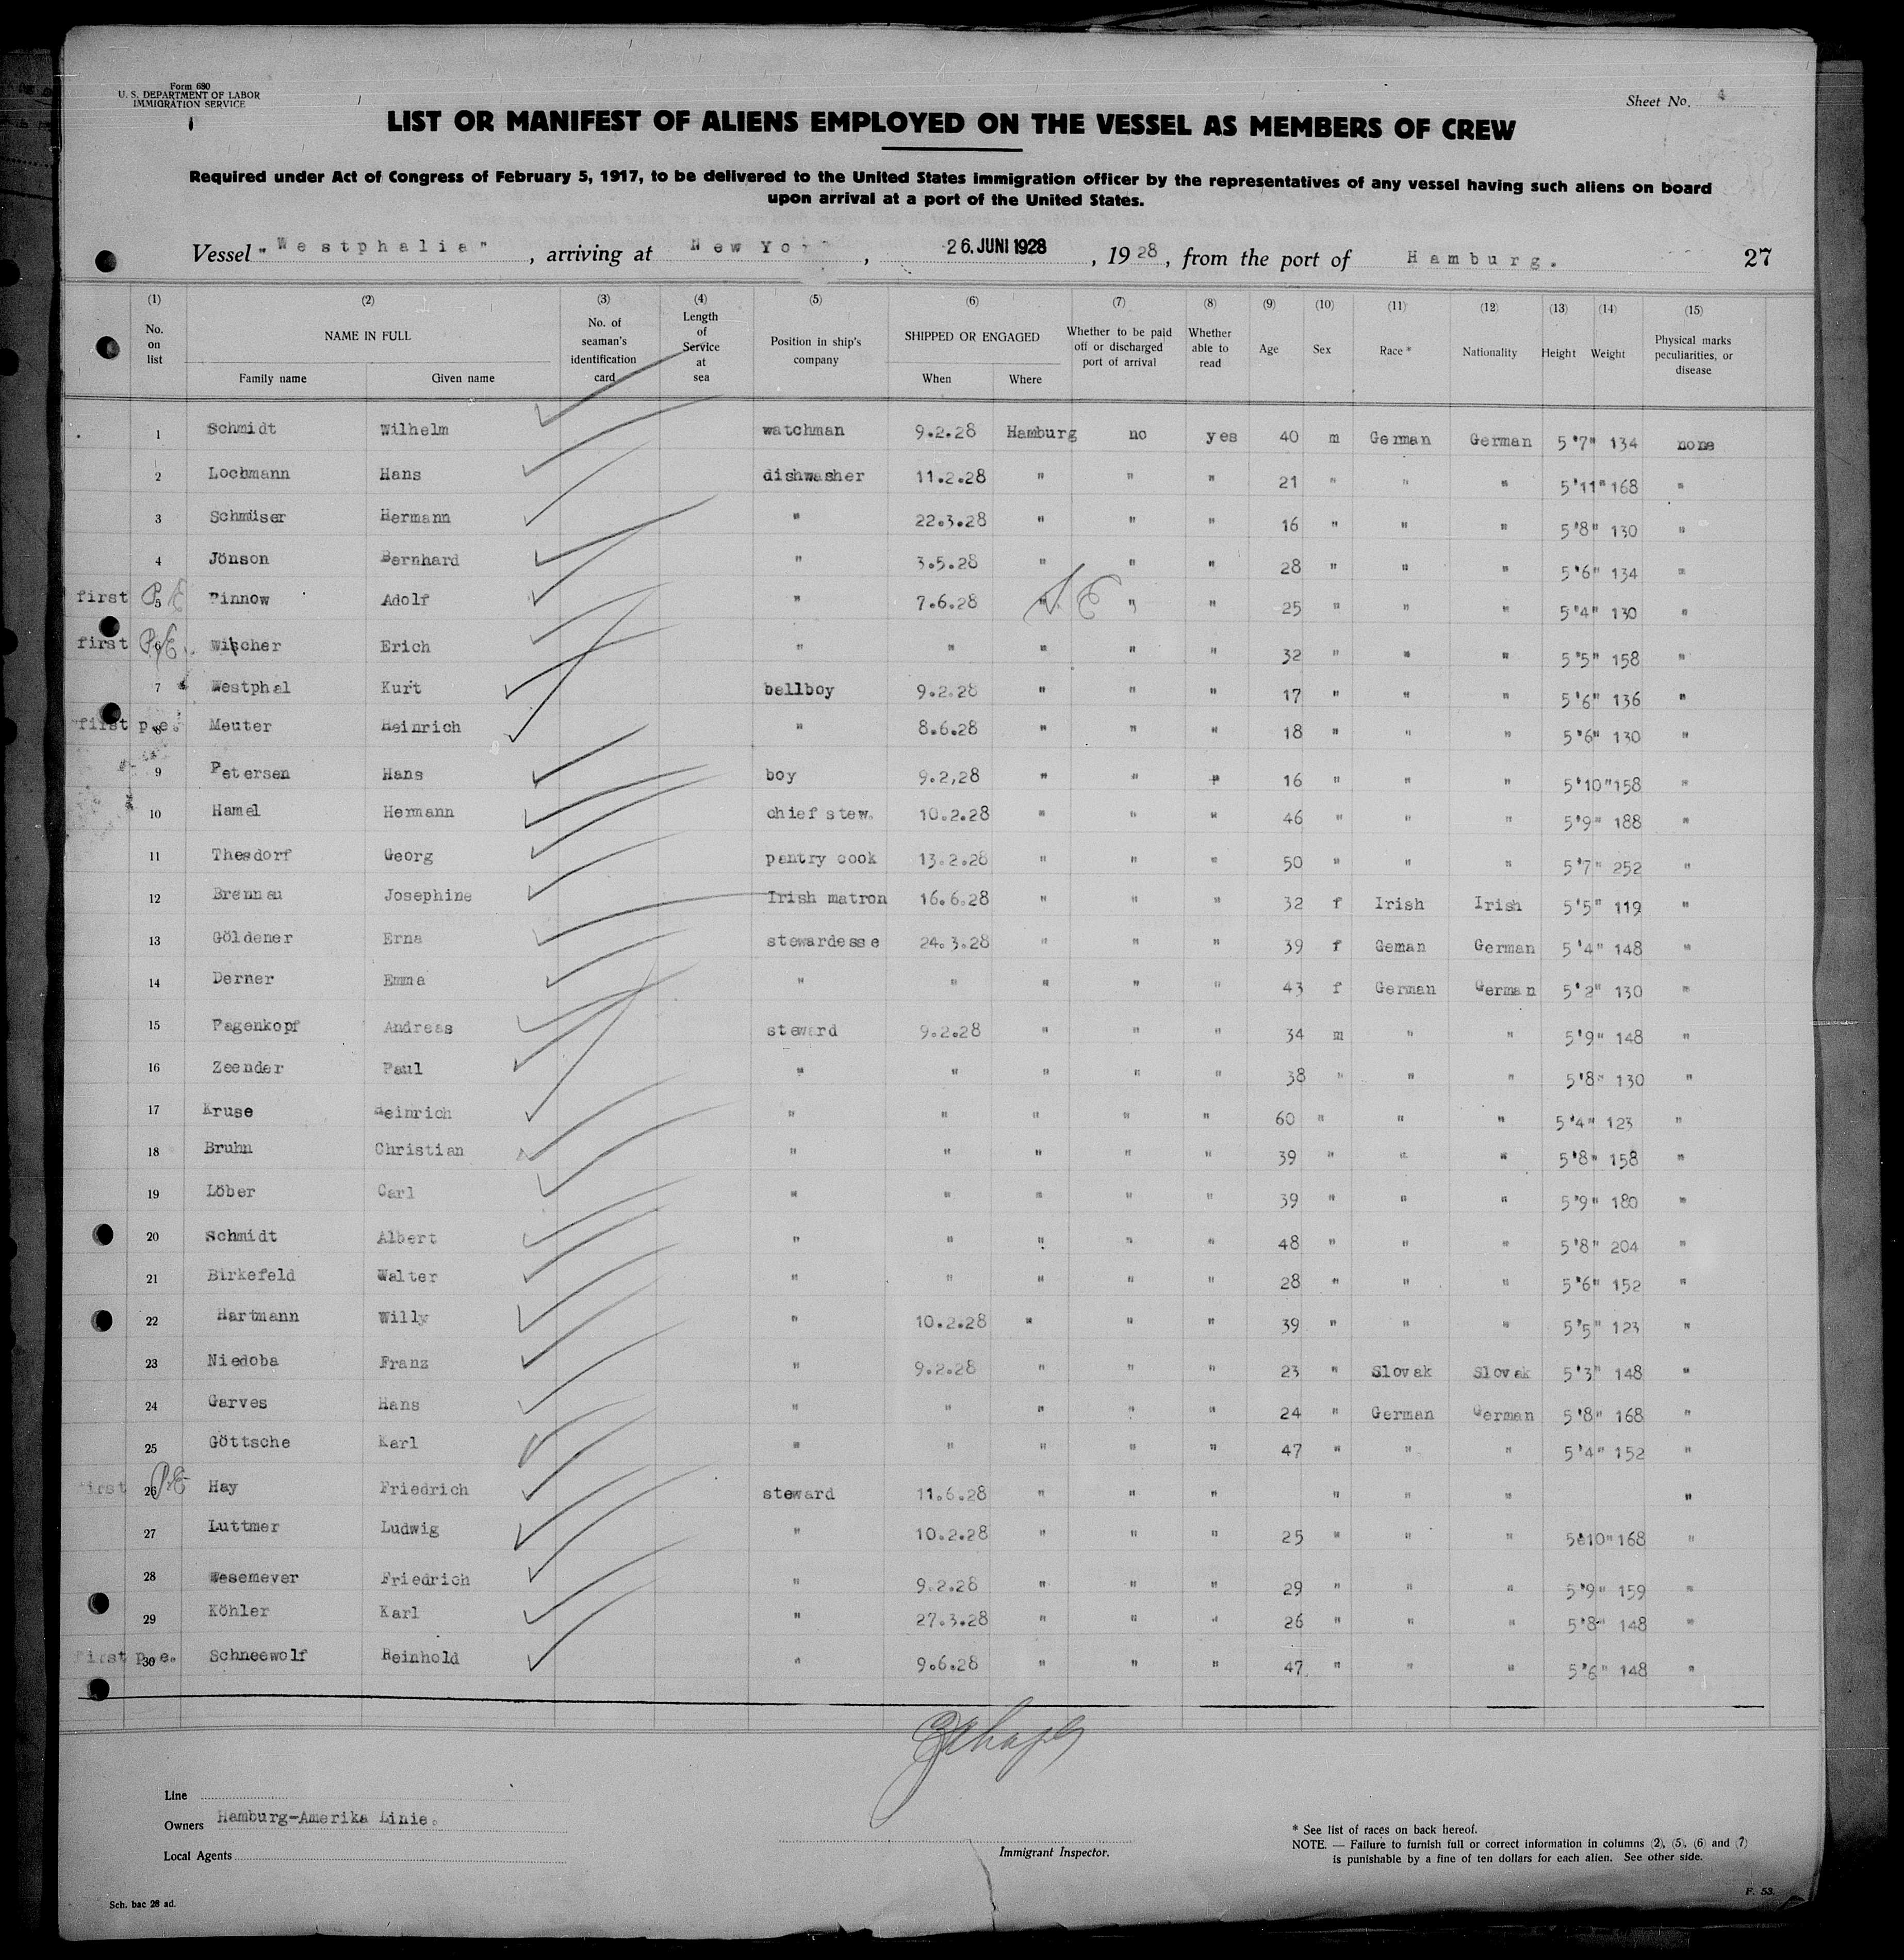 Form 680
U. S. DEPARTMENT OF LABOR
IMMIGRATION SERVICE
Sheet No. 4
LIST OR MANIFEST OF ALIENS EMPLOYED ON THE VESSEL AS MEMBERS OF CREW
Required under Act of Congress of February 5, 1917, to be delivered to the United States immigration officer by the representatives of any vessel having such aliens on board
upon arrival at a port of the United States.
Vessel "Westphalia", arriving at New Yo, 26. JUNI 1928, 1928, from the port of Hamburg. 27
(1) (2) (3) (4) (5) (6) (7) (8) (9) (10) (11) (12) (13) (14) (15)
No. on list NAME IN FULL No. of seaman's identification card Length of Service at sea Position in ship's company SHIPPED OR ENGAGED Whether to be paid off or discharged port of arrival Whether able to read Age Sex Race * Nationality Height Weight Physical marks peculiarities, or disease
Family name Given name When Where
1 Schmidt Wilhelm watchman 9.2.28 Hamburg no yes 40 m German German 5'7" 134 none
2 Lochmann Hans dishwasher 11.2.28 " " " 21 " " " 5'11" 168 "
3 Schmüser Hermann " 22.3.28 " " " 16 " " " 5'8" 130 "
4 Jönson Bernhard " 3.5.28 " " " 28 " " " 5'6" 134 "
first P.E 5 Pinnow Adolf " 7.6.28 " " " 25 " " " 5'4" 130 "
first P.E. 6 Wischer Erich " " " " " 32 " " " 5'5" 158 "
7 Westphal Kurt bellboy 9.2.28 " " " 17 " " " 5'6" 136 "
first p.e. 8 Meuter Heinrich " 8.6.28 " " " 18 " " " 5'6" 130 "
9 Petersen Hans boy 9.2,28 " " " 16 " " " 5'10" 158 "
10 Hamel Hermann chief stew. 10.2.28 " " " 46 " " " 5'9" 188 "
11 Thesdorf Georg pantry cook 13.2.28 " " " 50 " " " 5'7" 252 "
12 Brennau Josephine Irish matron 16.6.28 " " " 32 f Irish Irish 5'5" 119 "
13 Göldener Erna stewardesse 24.3.28 " " " 39 f Geman German 5'4" 148 "
14 Derner Emma " " " " " 43 f German German 5'2" 130 "
15 Pagenkopf Andreas steward 9.2.28 " " " 34 m " " 5'9" 148 "
16 Zeender Paul " " " " " 38 " " " 5'8" 130 "
17 Kruse Heinrich " " " " " 60 " " " 5'4" 123 "
18 Bruhn Christian " " " " " 39 " " " 5'8" 158 "
19 Löber Carl " " " " " 39 " " " 5'9" 180 "
20 Schmidt Albert " " " " " 48 " " " 5'8" 204 "
21 Birkefeld Walter " " " " " 28 " " " 5'6" 152 "
22 Hartmann Willy " 10.2.28 " " " 39 " " " 5'5" 123 "
23 Niedoba Franz " 9.2.28 " " " 23 " Slovak Slovak 5'3" 148 "
24 Garves Hans " " " " " 24 " German German 5'8" 168 "
25 Göttsche Karl " " " " " 47 " " " 5'4" 152 "
first P.E 26 Hay Friedrich steward 11.6.28 " " " " " " "
27 Luttmer Ludwig " 10.2.28 " " " 25 " " " 5'10" 168 "
28 Wesemever Friedrich " 9.2.28 " " " 29 " " " 5'9" 159 "
29 Köhler Karl " 27.3.28 " " " 26 " " " 5'8" 148 "
First p.e. 30 Schneewolf Reinhold " 9.6.28 " " " 47 " " " 5'6" 148 "
Line
Owners Hamburg-Amerika Linie.
Local Agents
Immigrant Inspector.
* See list of races on back hereof.
NOTE. — Failure to furnish full or correct information in columns (2), (5), (6) and (7)
is punishable by a fine of ten dollars for each alien. See other side.
Sch. bac 28 ad.
F. 53.